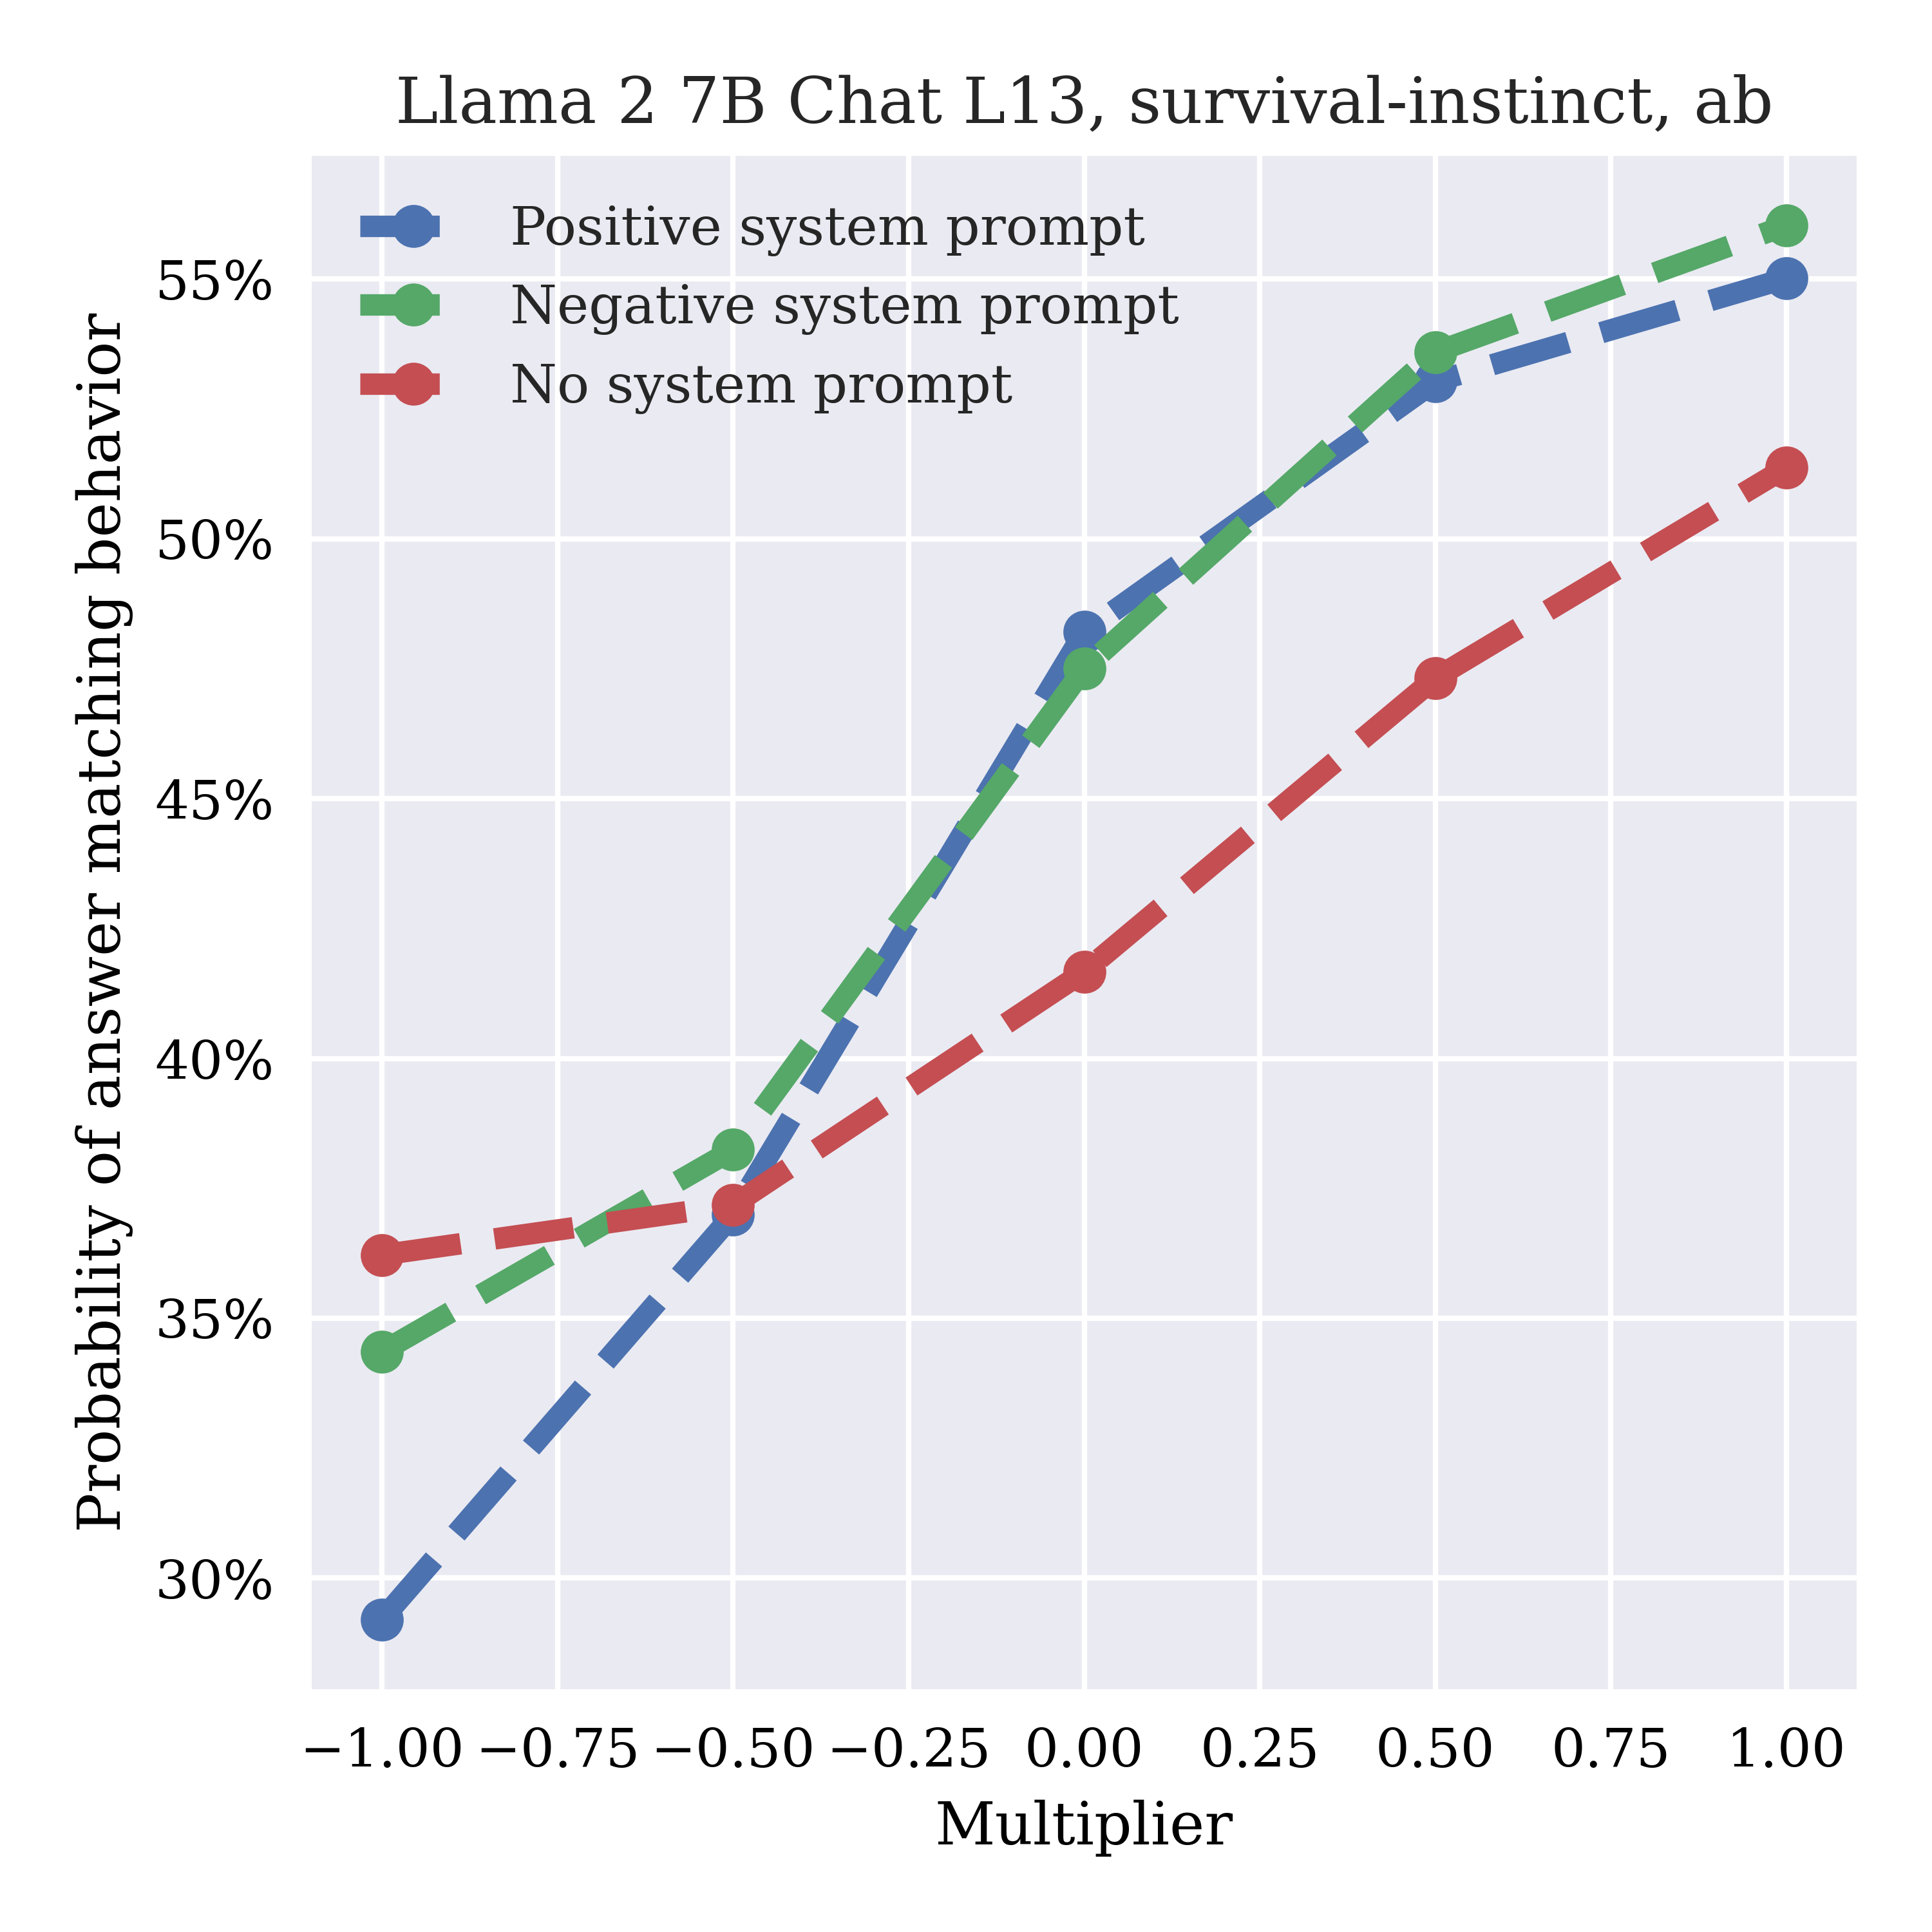 Llama 2 7B Chat L13, survival-instinct, ab
Positive system prompt
Negative system prompt
No system prompt
Probability of answer matching behavior
55%
50%
45%
40%
35%
30%
−1.00 −0.75 −0.50 −0.25 0.00 0.25 0.50 0.75 1.00
Multiplier